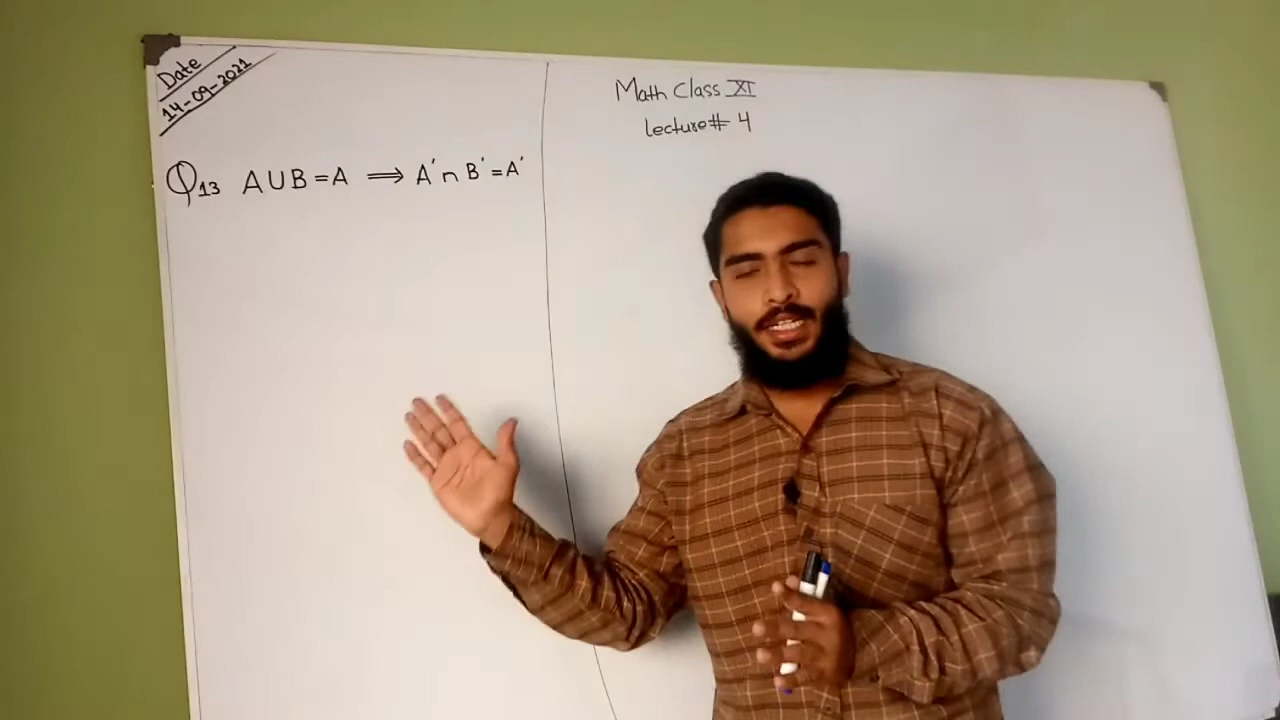 Date
14-09-2021
Math Class XI
Lecture# 4
Q13 A∪B=A ⟹ A'∩B'=A'